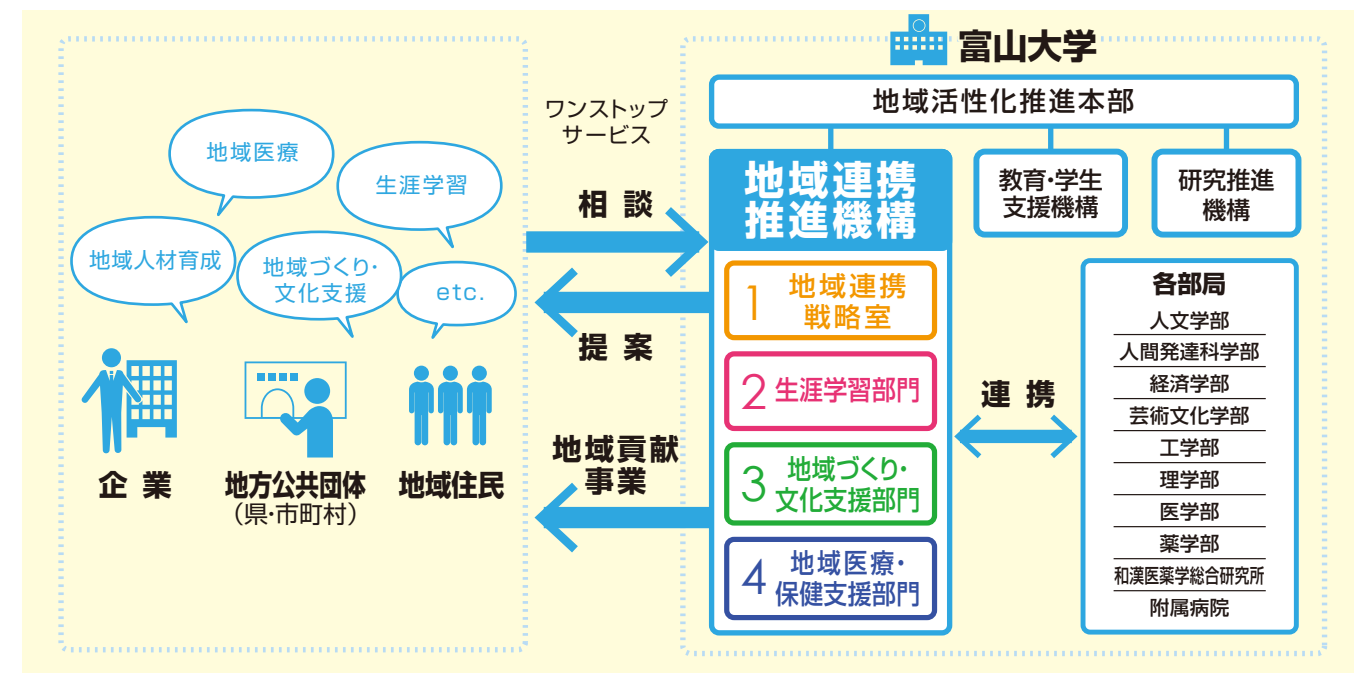 富山大学
地域活性化推進本部
地域医療
生涯学習
地域人材育成
地域づくり・
文化支援
etc.
企業
地方公共団体
（県・市町村）
地域住民
ワンストップ
サービス
相談
提案
地域貢献
事業
地域連携
推進機構
1 地域連携
戦略室
2 生涯学習部門
3 地域づくり・
文化支援部門
4 地域医療・
保健支援部門
教育・学生
支援機構
研究推進
機構
連携
各部局
人文学部
人間発達科学部
経済学部
芸術文化学部
工学部
理学部
医学部
薬学部
和漢医薬学総合研究所
附属病院